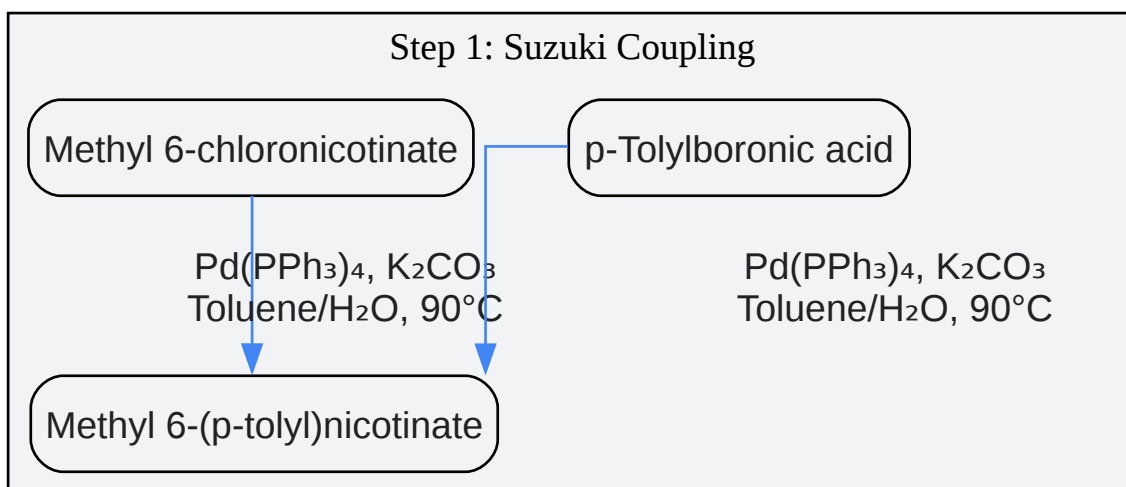 Step 1: Suzuki Coupling
Methyl 6-chloronicotinate
p-Tolylboronic acid
Pd(PPh₃)₄, K₂CO₃
Toluene/H₂O, 90°C
Pd(PPh₃)₄, K₂CO₃
Toluene/H₂O, 90°C
Methyl 6-(p-tolyl)nicotinate